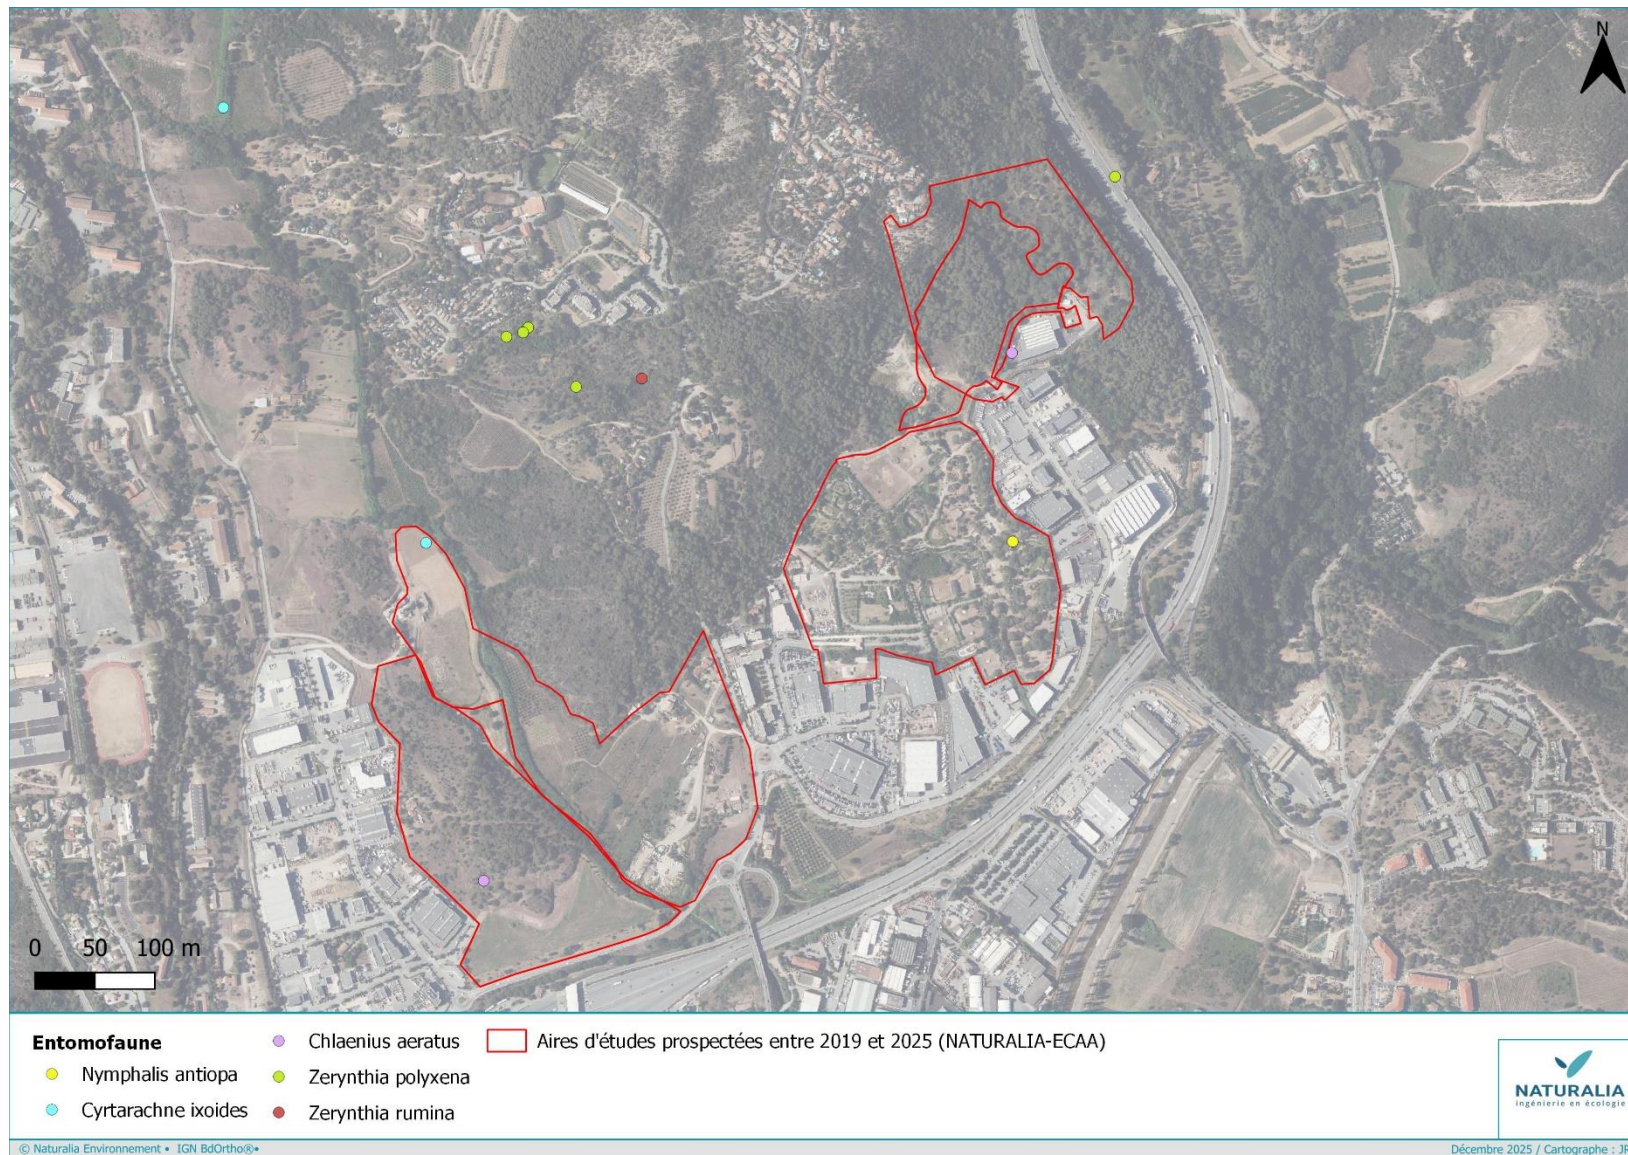 N
0 50 100 m
Entomofaune
Nymphalis antiopa
Cyrtarachne ixoides
Chlaenius aeratus
Zerynthia polyxena
Zerynthia rumina
Aires d'études prospectées entre 2019 et 2025 (NATURALIA-ECAA)
NATURALIA
ingénierie en écologie
© Naturalia Environnement • IGN BdOrtho®•
Décembre 2025 / Cartographe : JR